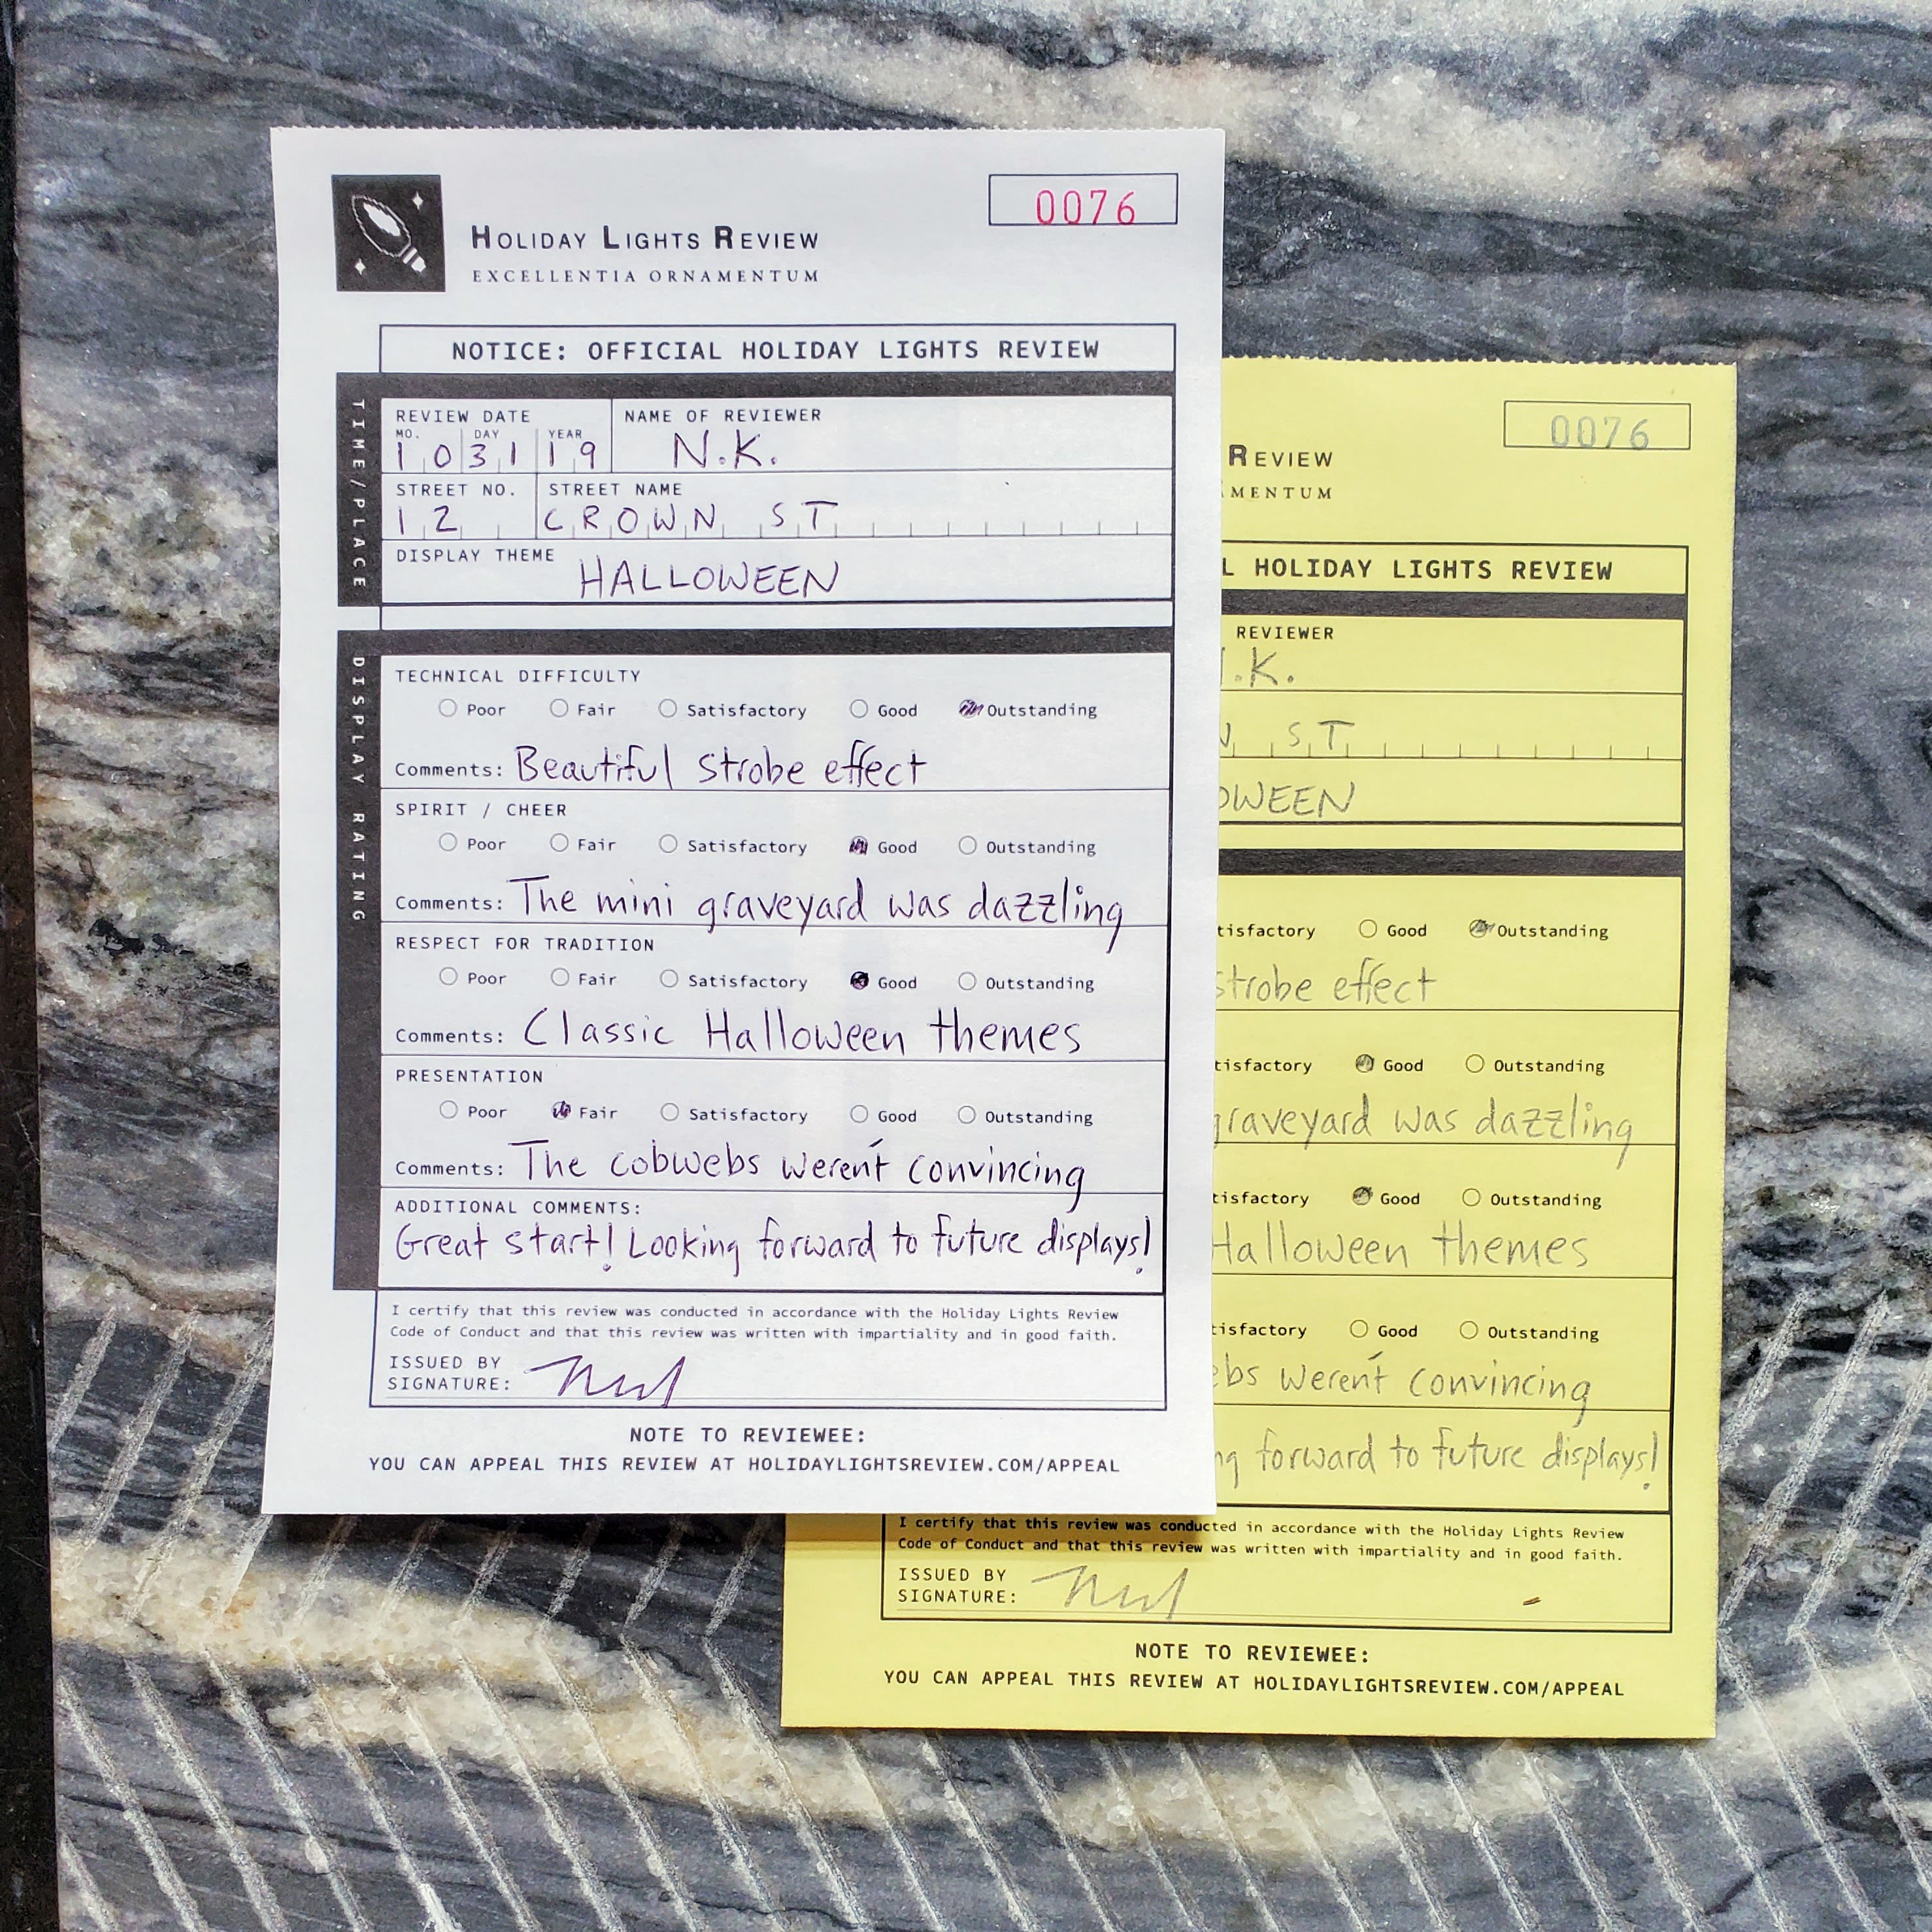 HOLIDAY LIGHTS REVIEW
EXCELLENTIA ORNAMENTUM
0076
NOTICE: OFFICIAL HOLIDAY LIGHTS REVIEW
TIME/PLACE
REVIEW DATE
MO. DAY YEAR
10 31 19
NAME OF REVIEWER
N.K.
STREET NO.
12
STREET NAME
CROWN ST
DISPLAY THEME
HALLOWEEN
DISPLAY RATING
TECHNICAL DIFFICULTY
Poor Fair Satisfactory Good Outstanding
Comments: Beautiful strobe effect
SPIRIT / CHEER
Poor Fair Satisfactory Good Outstanding
Comments: The mini graveyard was dazzling
RESPECT FOR TRADITION
Poor Fair Satisfactory Good Outstanding
Comments: Classic Halloween themes
PRESENTATION
Poor Fair Satisfactory Good Outstanding
Comments: The cobwebs weren't convincing
ADDITIONAL COMMENTS:
Great start! Looking forward to future displays!
I certify that this review was conducted in accordance with the Holiday Lights Review
Code of Conduct and that this review was written with impartiality and in good faith.
ISSUED BY
SIGNATURE:
NOTE TO REVIEWEE:
YOU CAN APPEAL THIS REVIEW AT HOLIDAYLIGHTSREVIEW.COM/APPEAL
0076
REVIEW
MENTUM
L HOLIDAY LIGHTS REVIEW
REVIEWER
.K.
ST
OWEEN
tisfactory Good Outstanding
strobe effect
tisfactory Good Outstanding
graveyard was dazzling
tisfactory Good Outstanding
Halloween themes
tisfactory Good Outstanding
ebs weren't convincing
ng forward to future displays!
I certify that this review was conducted in accordance with the Holiday Lights Review
Code of Conduct and that this review was written with impartiality and in good faith.
ISSUED BY
SIGNATURE:
NOTE TO REVIEWEE:
YOU CAN APPEAL THIS REVIEW AT HOLIDAYLIGHTSREVIEW.COM/APPEAL